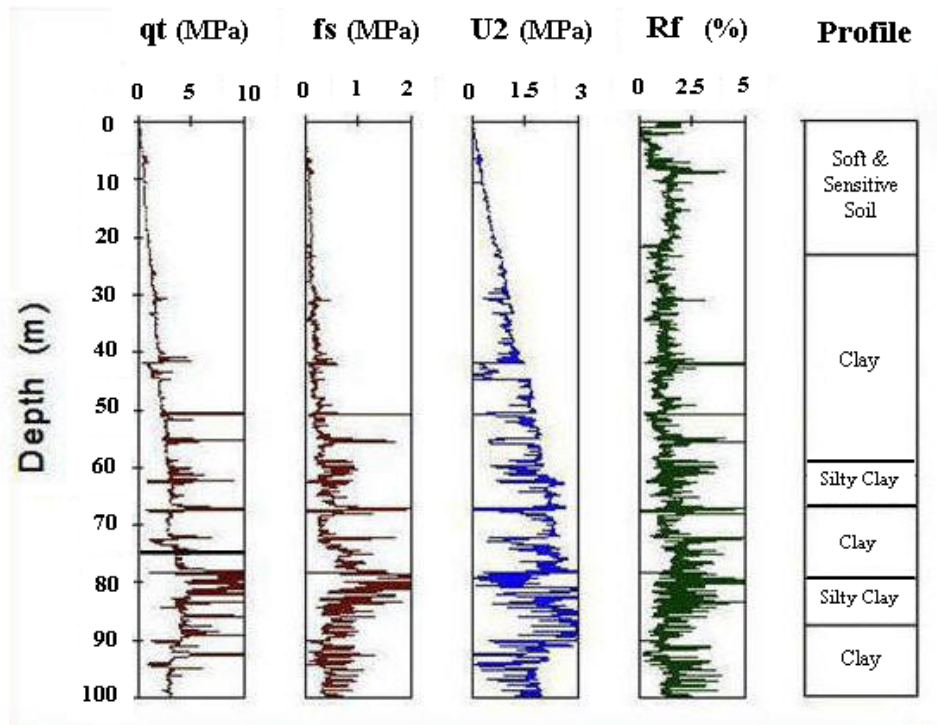 qt (MPa) fs (MPa) U2 (MPa) Rf (%) Profile
0 5 10 0 1 2 0 1.5 3 0 2.5 5
0
10
20
30
40
50
60
70
80
90
100
Depth (m)
Soft &
Sensitive
Soil
Clay
Silty Clay
Clay
Silty Clay
Clay